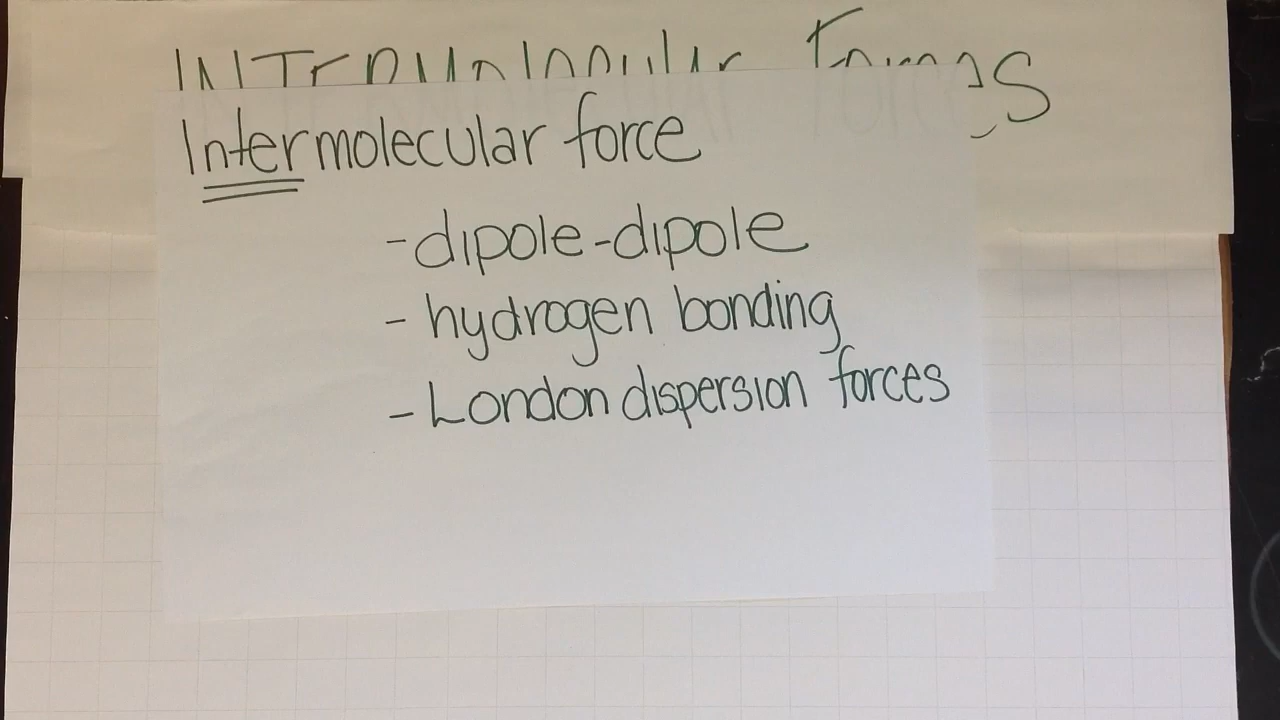 Intermolecular force
- dipole-dipole
- hydrogen bonding
- London dispersion forces